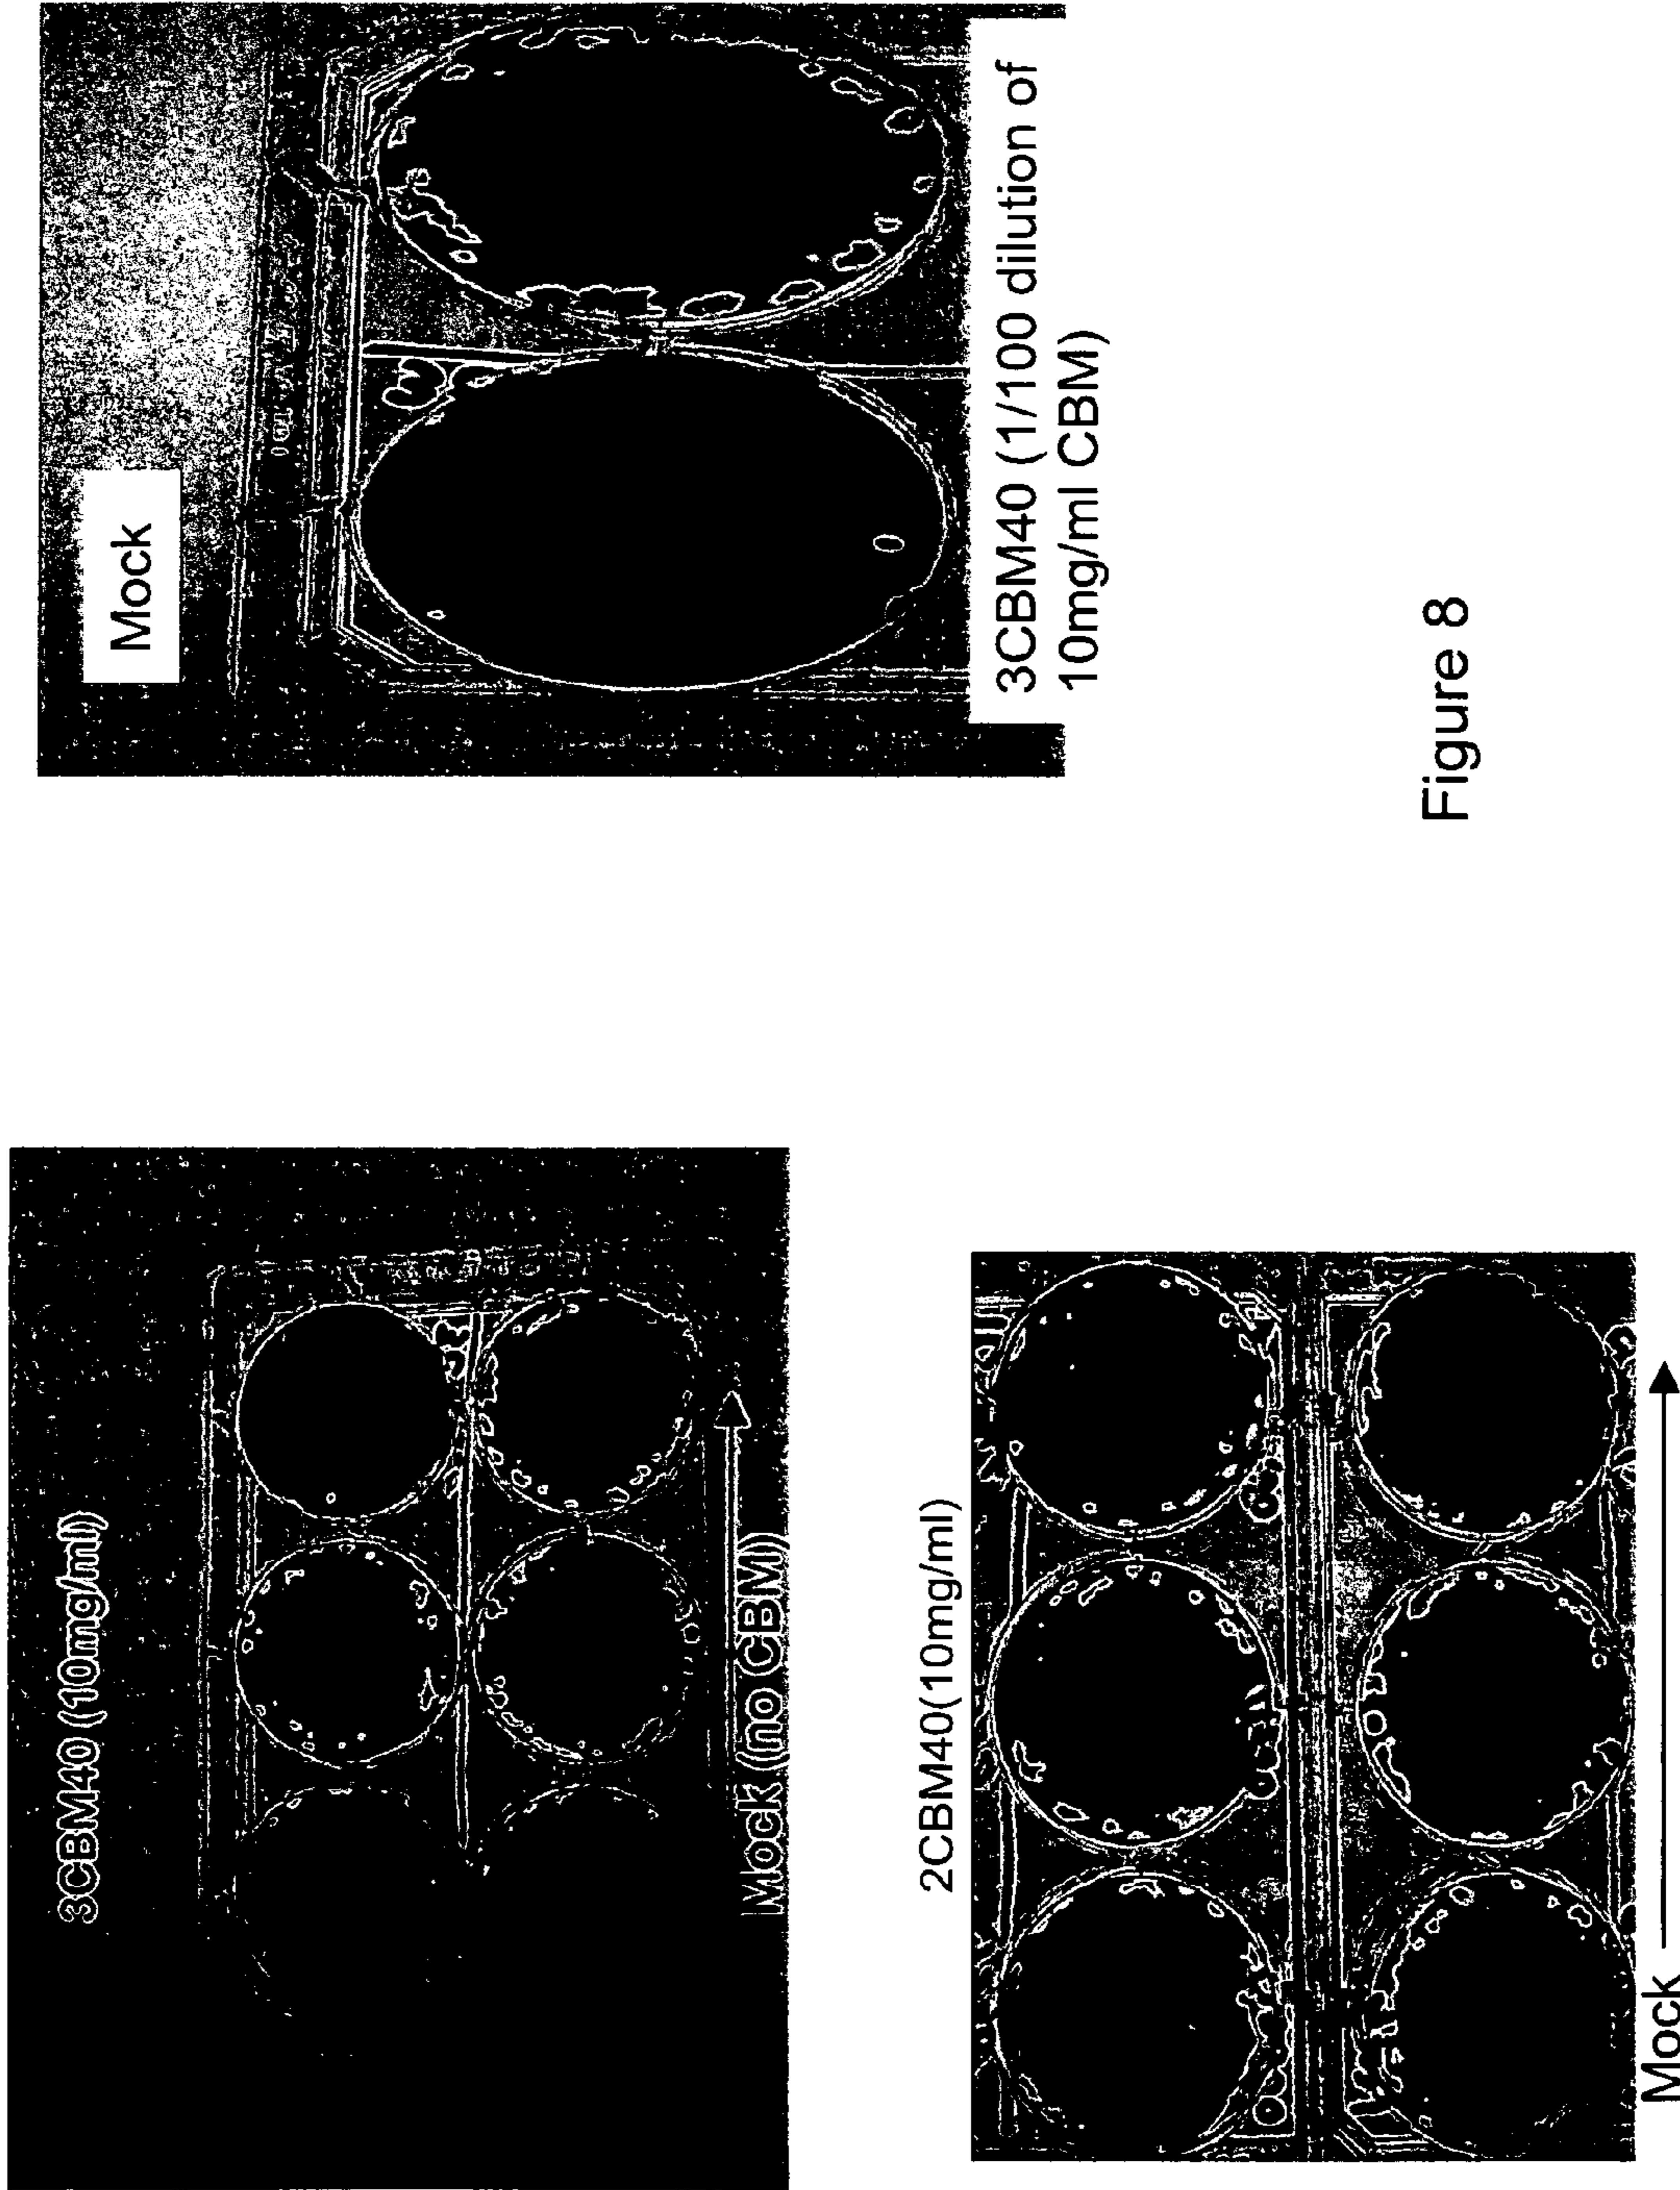 3CBM40 (10mg/ml)
Mock (no CBM)
2CBM40(10mg/ml)
Mock
Mock
3CBM40 (1/100 dilution of
10mg/ml CBM)
Figure 8